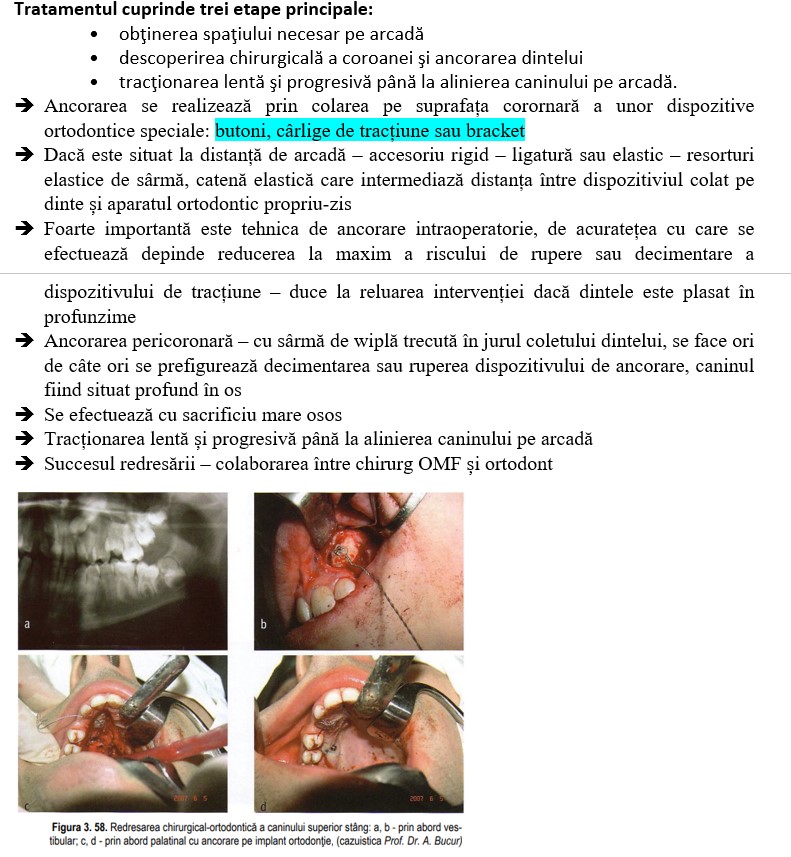 Tratamentul cuprinde trei etape principale:
• obţinerea spaţiului necesar pe arcadă
• descoperirea chirurgicală a coroanei şi ancorarea dintelui
• tracţionarea lentă şi progresivă până la alinierea caninului pe arcadă.
➔ Ancorarea se realizează prin colarea pe suprafața corornară a unor dispozitive
ortodontice speciale: butoni, cârlige de tracțiune sau bracket
➔ Dacă este situat la distanță de arcadă – accesoriu rigid – ligatură sau elastic – resorturi
elastice de sârmă, catenă elastică care intermediază distanța între dispozitiviul colat pe
dinte și aparatul ortodontic propriu-zis
➔ Foarte importantă este tehnica de ancorare intraoperatorie, de acuratețea cu care se
efectuează depinde reducerea la maxim a riscului de rupere sau decimentare a
dispozitivului de tracțiune – duce la reluarea intervenției dacă dintele este plasat în
profunzime
➔ Ancorarea pericoronară – cu sârmă de wiplă trecută în jurul coletului dintelui, se face ori
de câte ori se prefigurează decimentarea sau ruperea dispozitivului de ancorare, caninul
fiind situat profund în os
➔ Se efectuează cu sacrificiu mare osos
➔ Tracționarea lentă și progresivă până la alinierea caninului pe arcadă
➔ Succesul redresării – colaborarea între chirurg OMF și ortodont
a
b
c
2007 6 5
d
2007 6 5
Figura 3. 58. Redresarea chirurgical-ortodontică a caninului superior stâng: a, b - prin abord ves-
tibular; c, d - prin abord palatinal cu ancorare pe implant ortodonţie, (cazuistica Prof. Dr. A. Bucur)